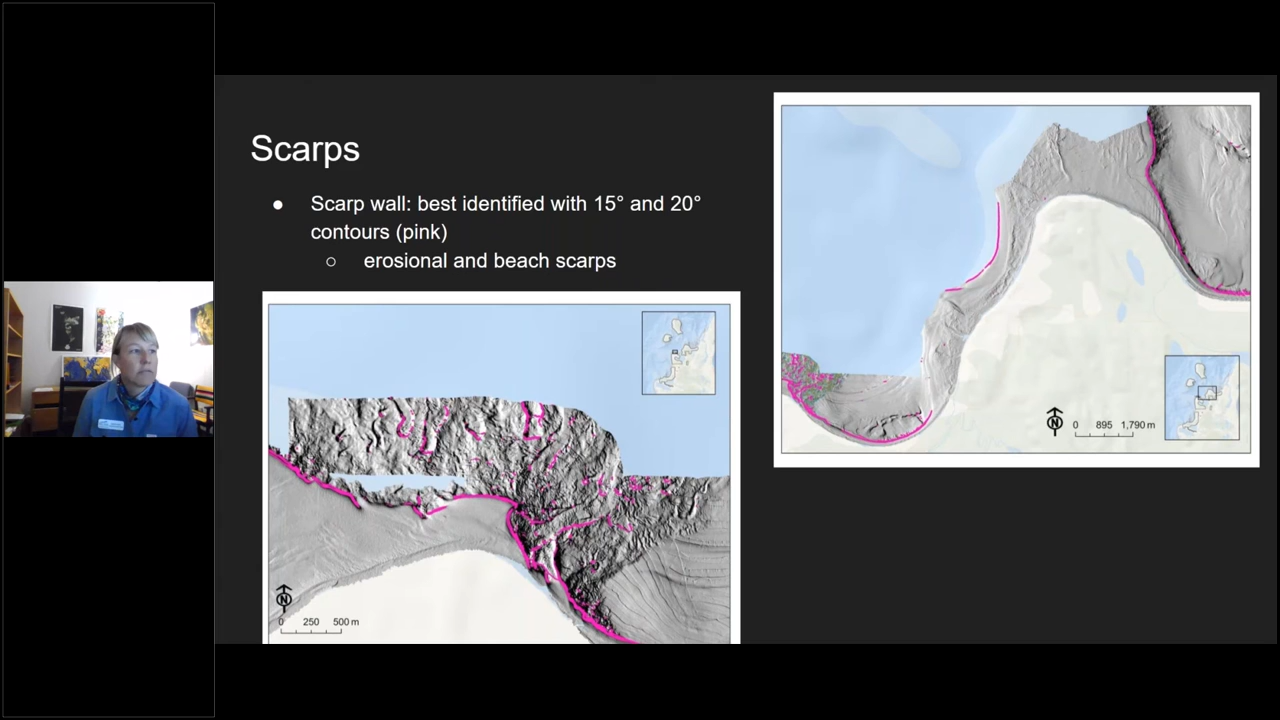 Scarps
● Scarp wall: best identified with 15° and 20°
contours (pink)
○ erosional and beach scarps
N
0 250 500 m
N
0 895 1,790 m